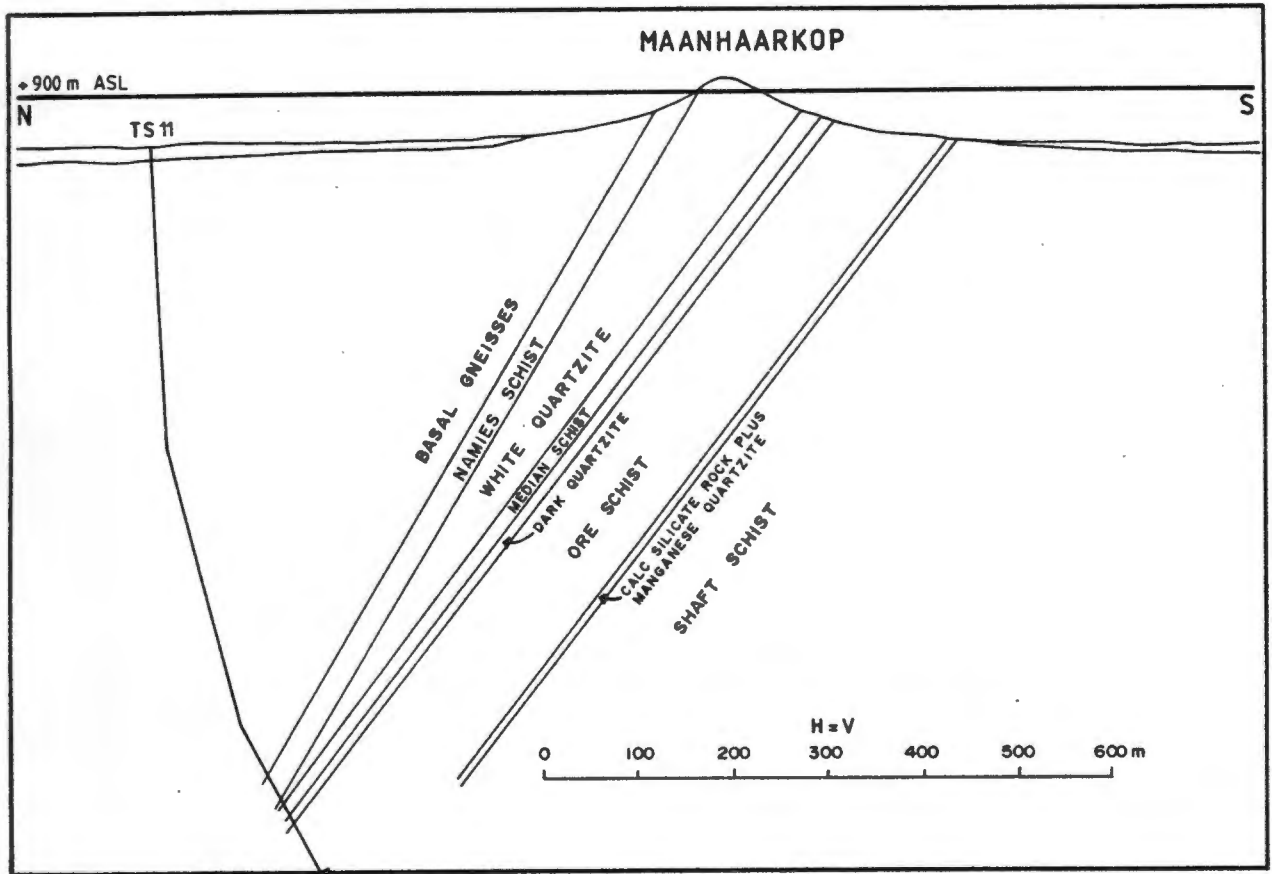 MAANHAARKOP
+ 900 m ASL
N
S
TS 11
BASAL GNEISSES
NAMIES SCHIST
WHITE QUARTZITE
MEDIAN SCHIST
DARK QUARTZITE
ORE SCHIST
CALC SILICATE ROCK PLUS
MANGANESE QUARTZITE
SHAFT SCHIST
H = V
0 100 200 300 400 500 600 m